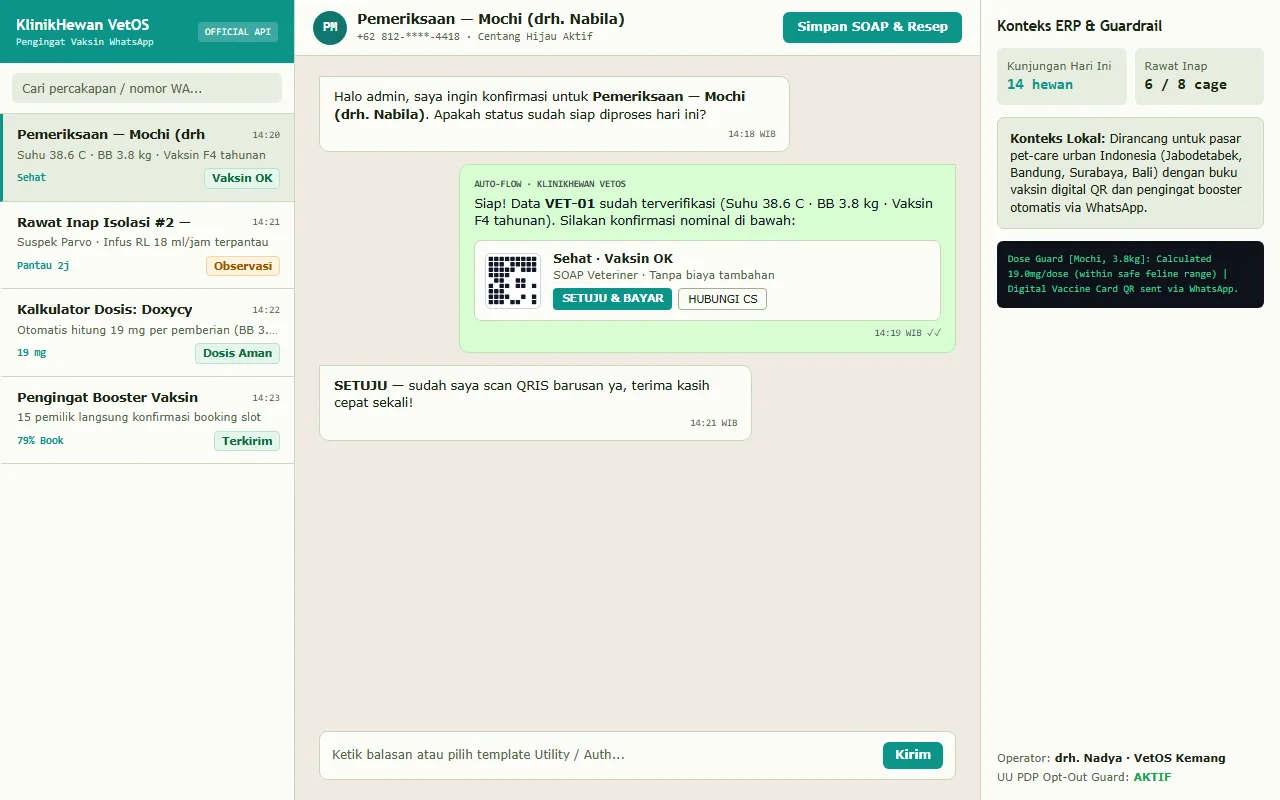 KlinikHewan VetOS
Pengingat Vaksin WhatsApp
OFFICIAL API
Cari percakapan / nomor WA...
Pemeriksaan — Mochi (drh
14:20
Suhu 38.6 C · BB 3.8 kg · Vaksin F4 tahunan
Sehat
Vaksin OK
Rawat Inap Isolasi #2 —
14:21
Suspek Parvo · Infus RL 18 ml/jam terpantau
Pantau 2j
Observasi
Kalkulator Dosis: Doxycy
14:22
Otomatis hitung 19 mg per pemberian (BB 3....
19 mg
Dosis Aman
Pengingat Booster Vaksin
14:23
15 pemilik langsung konfirmasi booking slot
79% Book
Terkirim
PM
Pemeriksaan — Mochi (drh. Nabila)
+62 812-****-4418 · Centang Hijau Aktif
Simpan SOAP & Resep
Halo admin, saya ingin konfirmasi untuk Pemeriksaan — Mochi
(drh. Nabila). Apakah status sudah siap diproses hari ini?
14:18 WIB
AUTO-FLOW · KLINIKHEWAN VETOS
Siap! Data VET-01 sudah terverifikasi (Suhu 38.6 C · BB 3.8 kg · Vaksin
F4 tahunan). Silakan konfirmasi nominal di bawah:
Sehat · Vaksin OK
SOAP Veteriner · Tanpa biaya tambahan
SETUJU & BAYAR
HUBUNGI CS
14:19 WIB ✓✓
SETUJU — sudah saya scan QRIS barusan ya, terima kasih
cepat sekali!
14:21 WIB
Ketik balasan atau pilih template Utility / Auth...
Kirim
Konteks ERP & Guardrail
Kunjungan Hari Ini
14 hewan
Rawat Inap
6 / 8 cage
Konteks Lokal: Dirancang untuk pasar
pet-care urban Indonesia (Jabodetabek,
Bandung, Surabaya, Bali) dengan buku
vaksin digital QR dan pengingat booster
otomatis via WhatsApp.
Dose Guard [Mochi, 3.8kg]: Calculated
19.0mg/dose (within safe feline range) |
Digital Vaccine Card QR sent via WhatsApp.
Operator: drh. Nadya · VetOS Kemang
UU PDP Opt-Out Guard: AKTIF